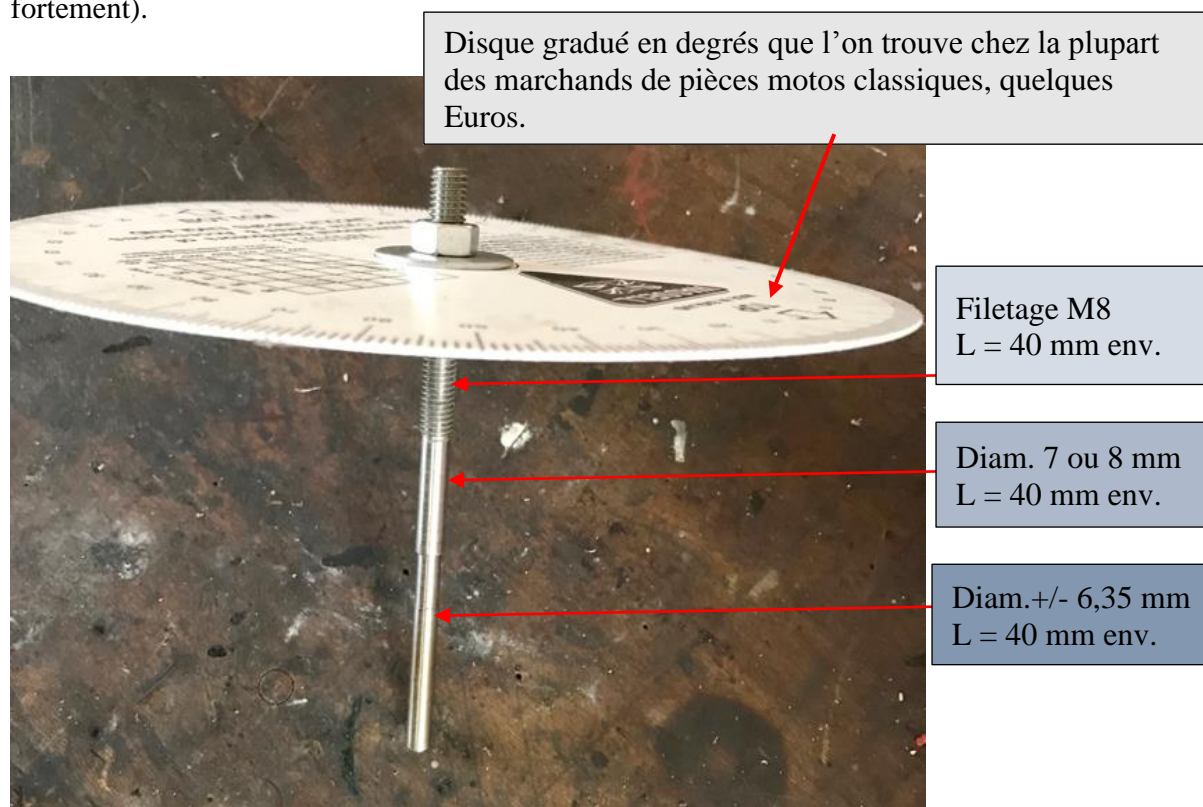 fortement).
Disque gradué en degrés que l’on trouve chez la plupart
des marchands de pièces motos classiques, quelques
Euros.
Filetage M8
L = 40 mm env.
Diam. 7 ou 8 mm
L = 40 mm env.
Diam.+/- 6,35 mm
L = 40 mm env.